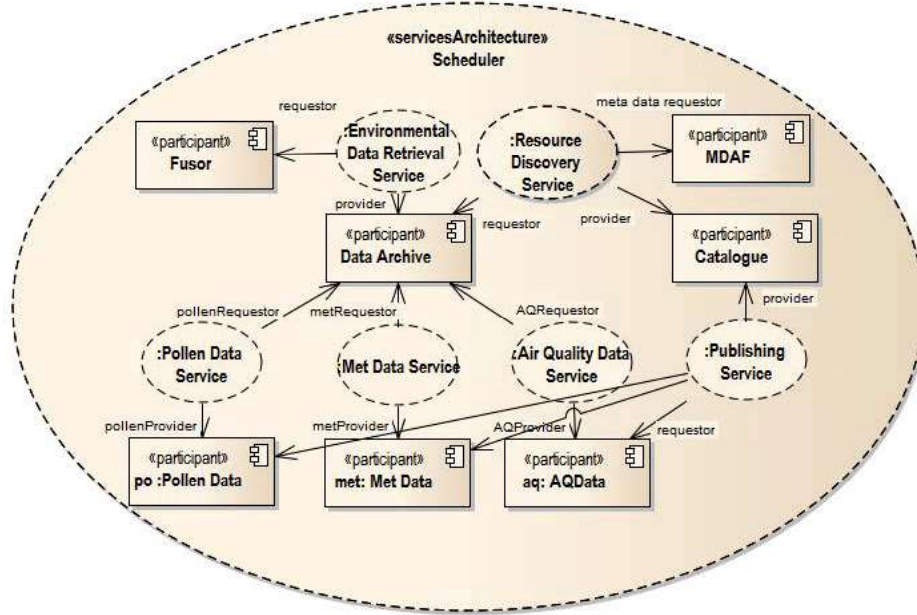 «servicesArchitecture»
Scheduler
requestor
meta data requestor
«participant»
Fusor
:Environmental
Data Retrieval
Service
:Resource
Discovery
Service
«participant»
MDAF
provider
requestor
provider
«participant»
Data Archive
«participant»
Catalogue
pollenRequestor
metRequestor
AQRequestor
provider
:Pollen Data
Service
:Met Data Service
:Air Quality Data
Service
:Publishing
Service
pollenProvider
metProvider
AQProvider
requestor
«participant»
po :Pollen Data
«participant»
met: Met Data
«participant»
aq: AQData